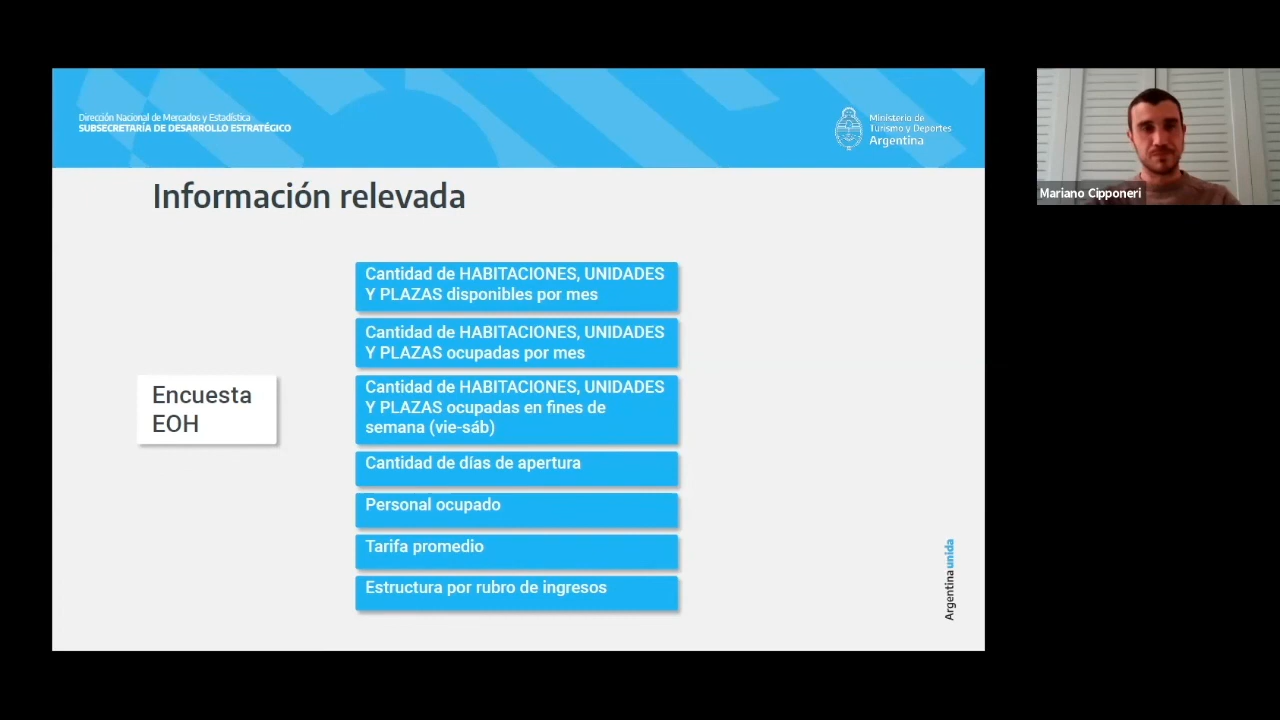 Dirección Nacional de Mercados y Estadística
SUBSECRETARÍA DE DESARROLLO ESTRATÉGICO
Ministerio de
Turismo y Deportes
Argentina
Mariano Cipponeri
Información relevada
Encuesta
EOH
Cantidad de HABITACIONES, UNIDADES
Y PLAZAS disponibles por mes
Cantidad de HABITACIONES, UNIDADES
Y PLAZAS ocupadas por mes
Cantidad de HABITACIONES, UNIDADES
Y PLAZAS ocupadas en fines de
semana (vie-sáb)
Cantidad de días de apertura
Personal ocupado
Tarifa promedio
Estructura por rubro de ingresos
Argentina unida